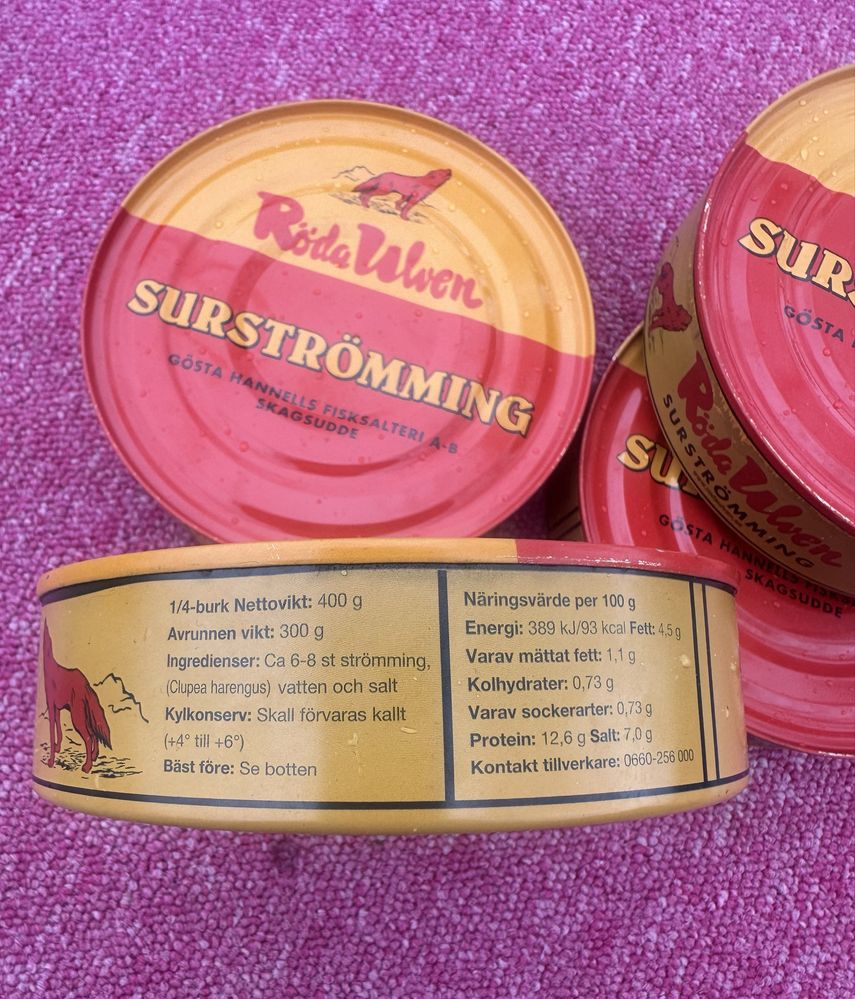 Röda Ulven
SURSTRÖMMING
GÖSTA HANNELLS FISKSALTERI A-B
SKAGSUDDE
SURS
GÖSTA
Röda Ulven
SURSTRÖMMING
SU
GÖSTA HANNELLS FISKS
SKAGSUDDE
1/4-burk Nettovikt: 400 g
Avrunnen vikt: 300 g
Ingredienser: Ca 6-8 st strömming,
(Clupea harengus) vatten och salt
Kylkonserv: Skall förvaras kallt
(+4° till +6°)
Bäst före: Se botten
Näringsvärde per 100 g
Energi: 389 kJ/93 kcal Fett: 4,5 g
Varav mättat fett: 1,1 g
Kolhydrater: 0,73 g
Varav sockerarter: 0,73 g
Protein: 12,6 g Salt: 7,0 g
Kontakt tillverkare: 0660-256 000